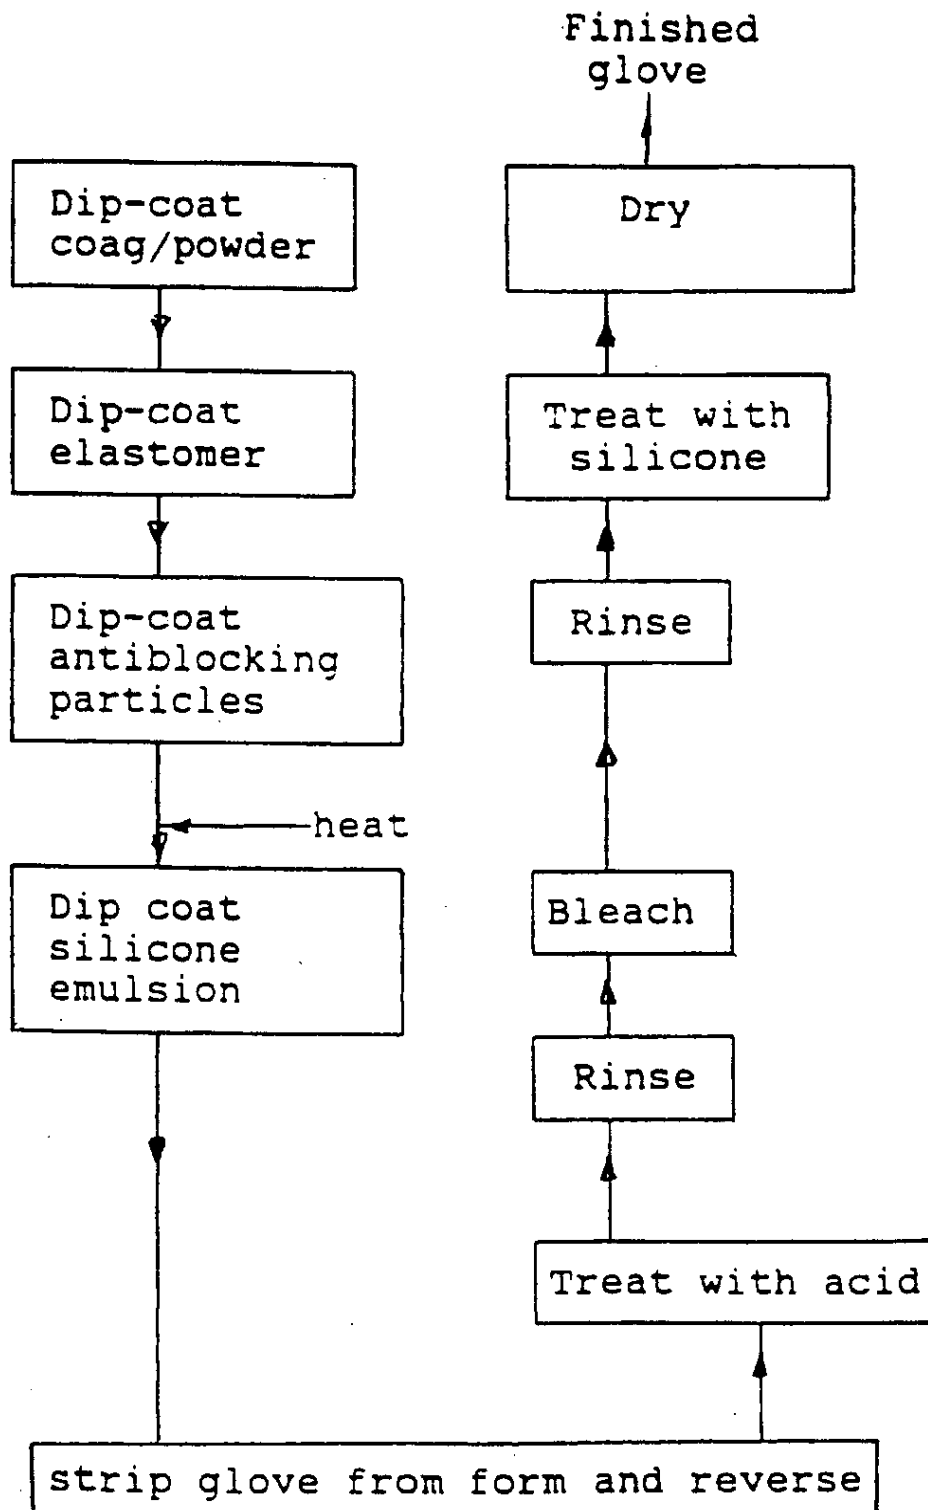 Dip-coat
coag/powder
Dip-coat
elastomer
Dip-coat
antiblocking
particles
heat
Dip coat
silicone
emulsion
strip glove from form and reverse
Treat with acid
Rinse
Bleach
Rinse
Treat with
silicone
Dry
Finished
glove